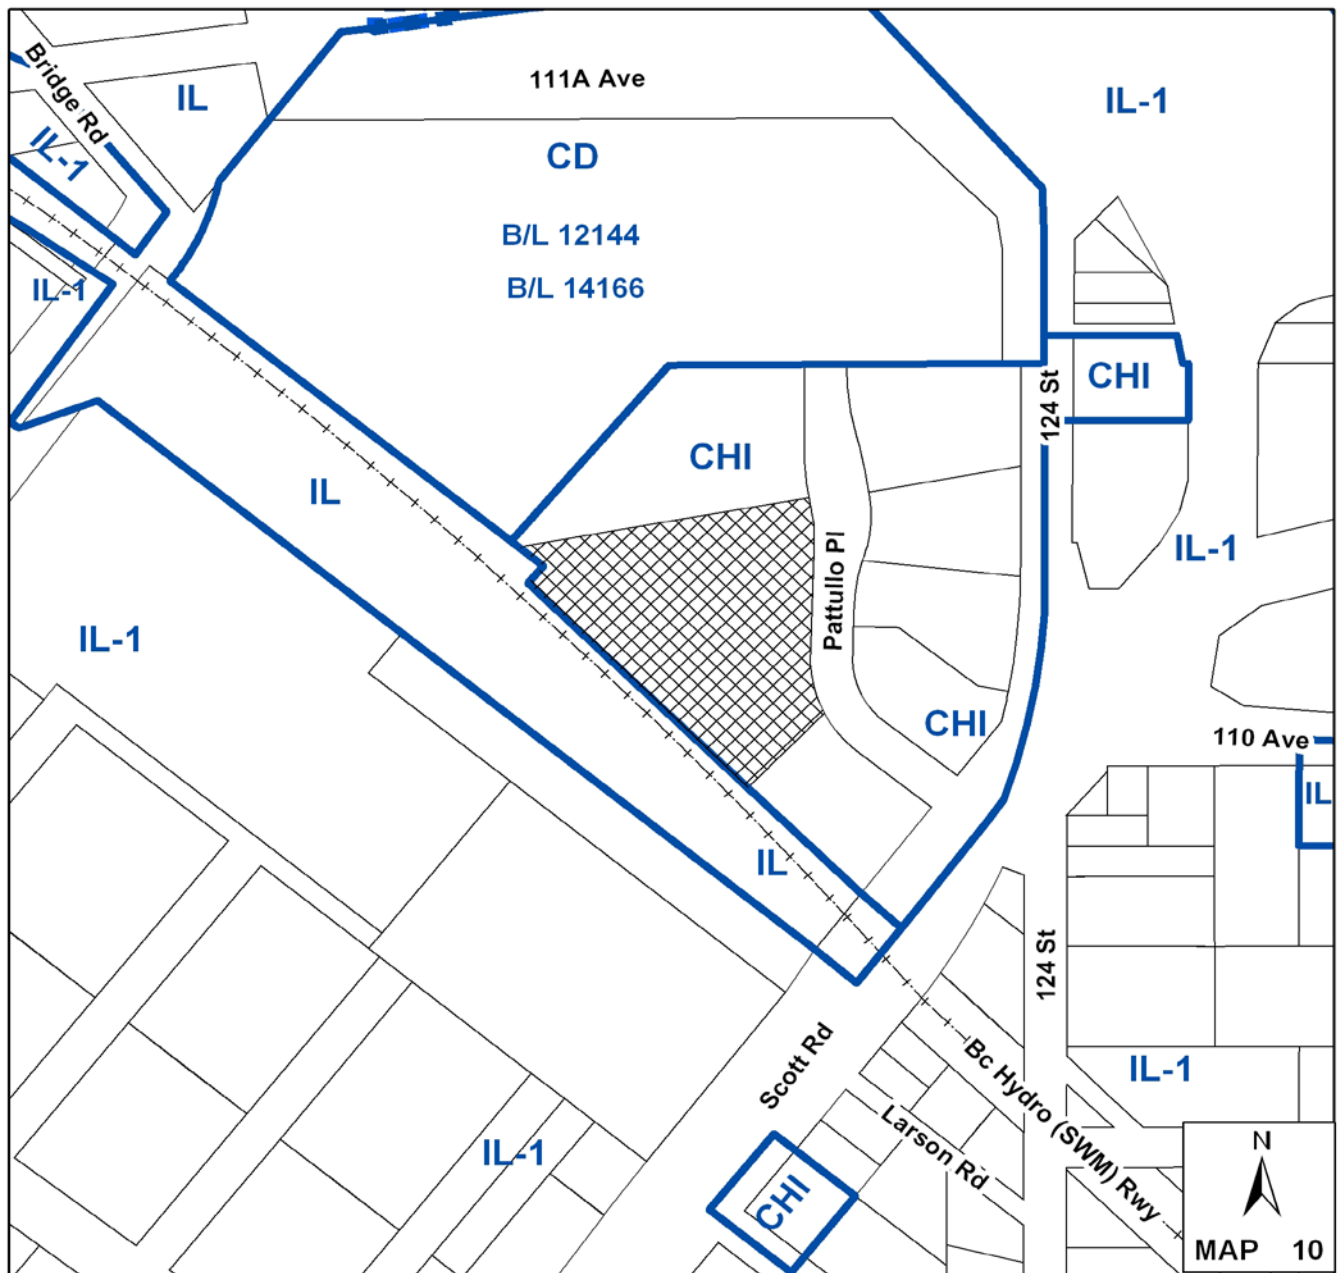 111A Ave
IL
IL-1
Bridge Rd
IL-1
CD
B/L 12144
B/L 14166
IL-1
CHI
124 St
CHI
IL
IL-1
Pattullo Pl
IL-1
CHI
110 Ave
IL
IL
124 St
Scott Rd
Bc Hydro (SWM) Rwy
IL-1
Larson Rd
IL-1
CHI
N
MAP 10